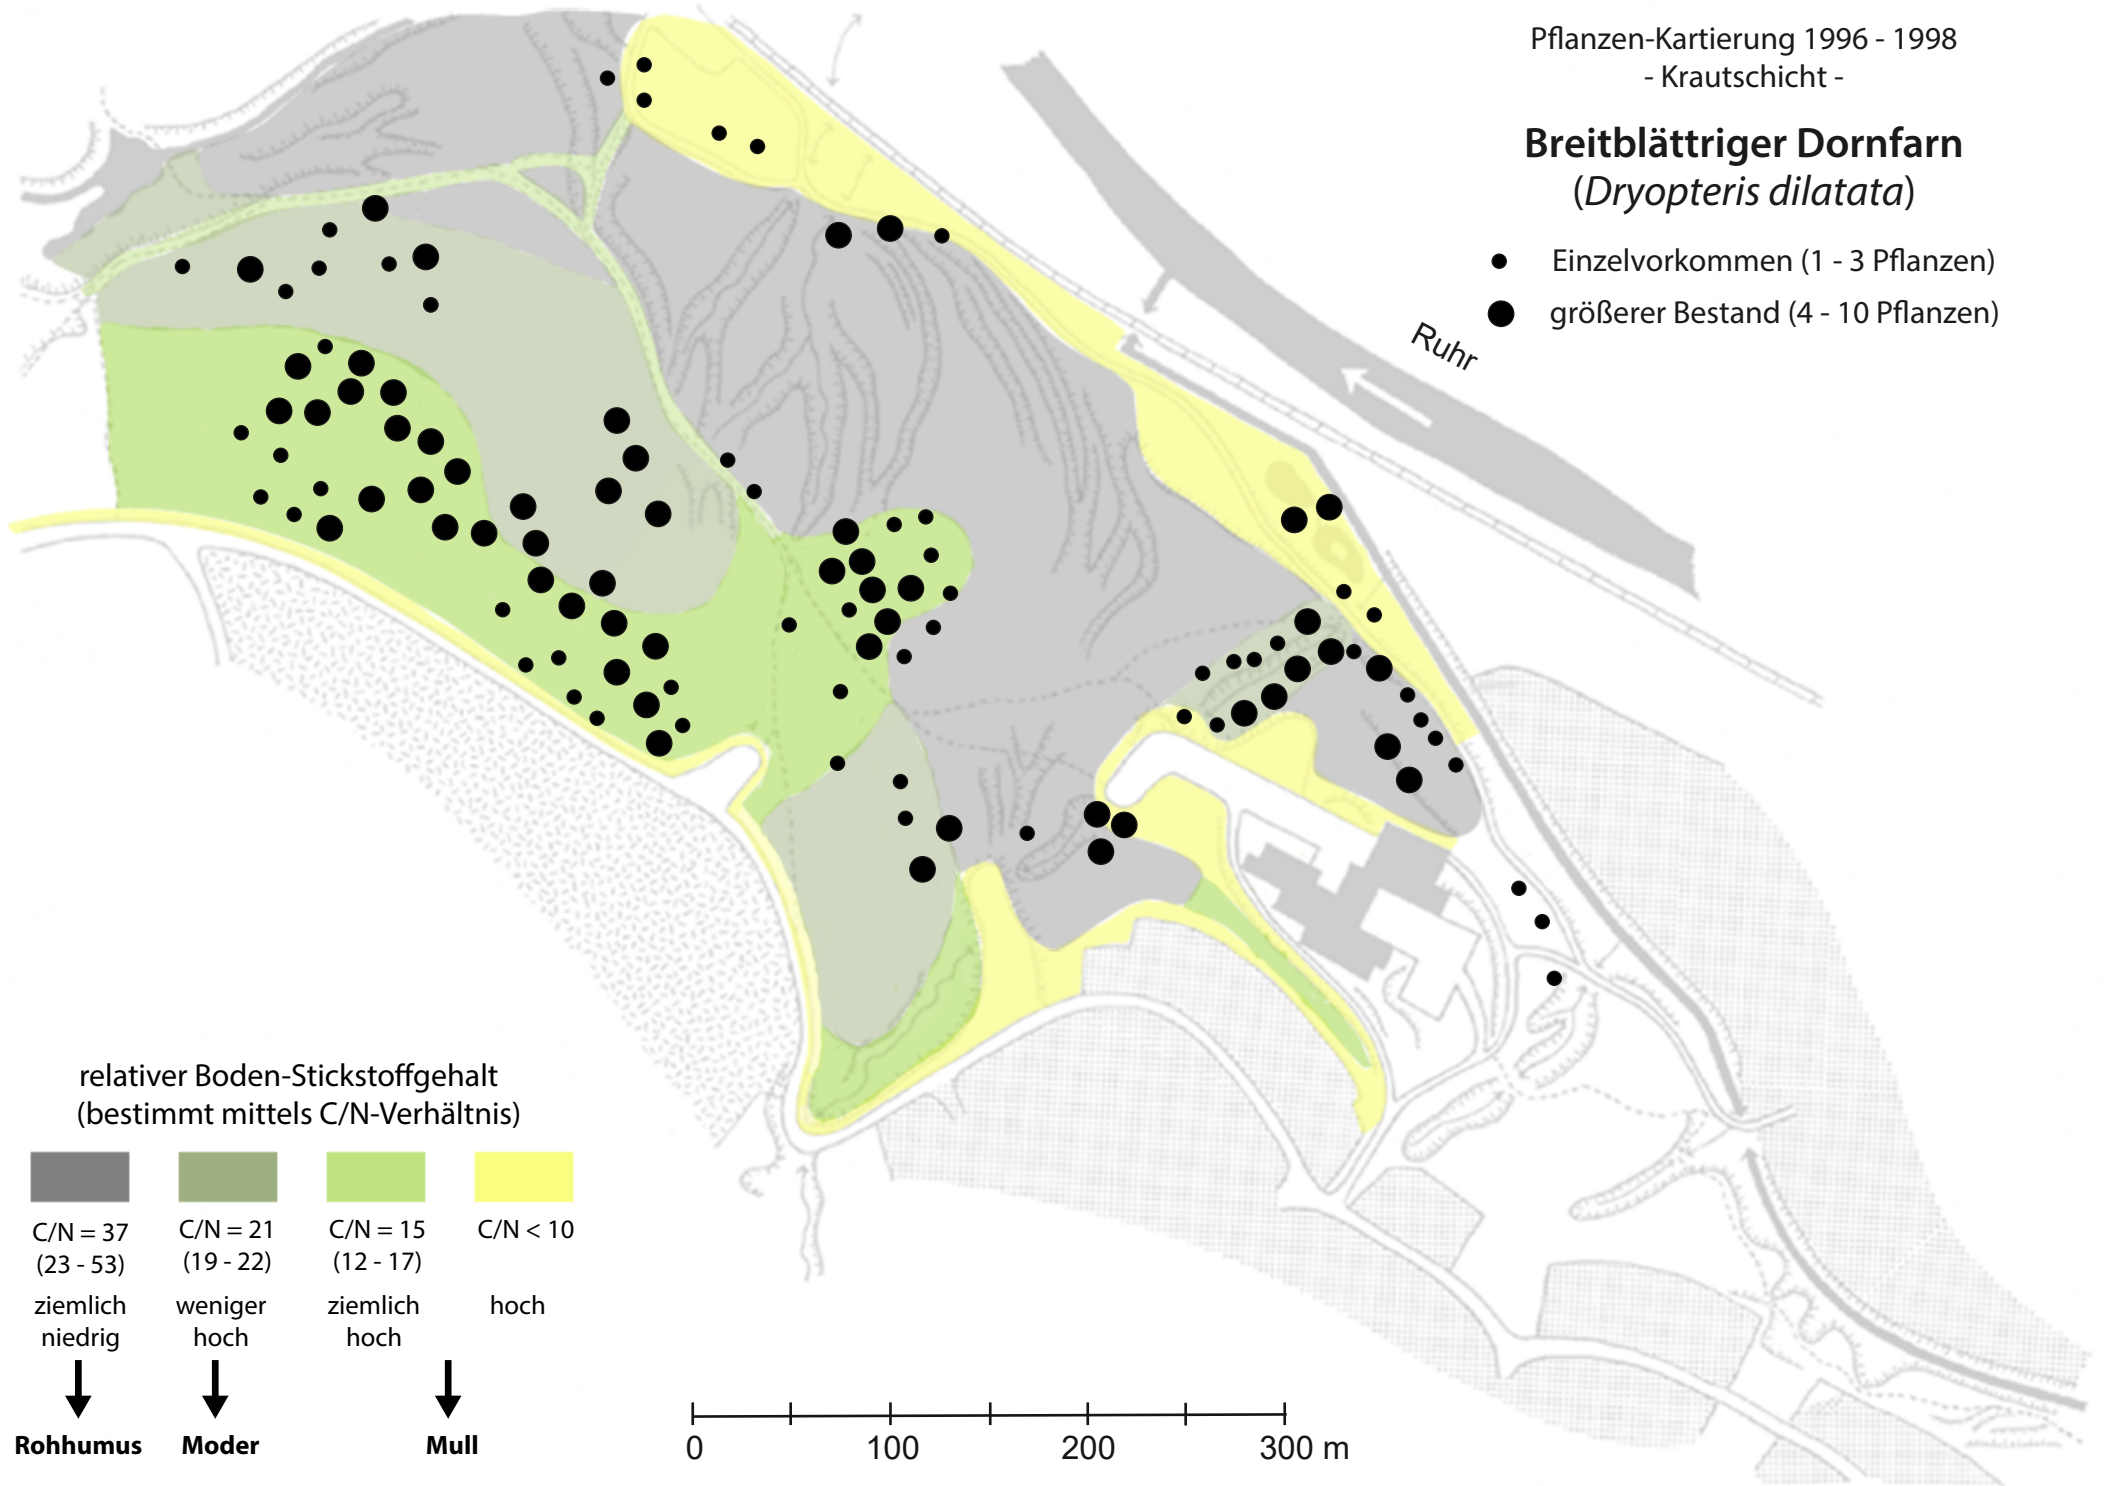 Pflanzen-Kartierung 1996 - 1998
- Krautschicht -
Breitblättriger Dornfarn
(Dryopteris dilatata)
Einzelvorkommen (1 - 3 Pflanzen)
größerer Bestand (4 - 10 Pflanzen)
Ruhr
relativer Boden-Stickstoffgehalt
(bestimmt mittels C/N-Verhältnis)
C/N = 37 C/N = 21 C/N = 15 C/N < 10
(23 - 53) (19 - 22) (12 - 17)
ziemlich weniger ziemlich hoch
niedrig hoch hoch
Rohhumus Moder Mull
0 100 200 300 m